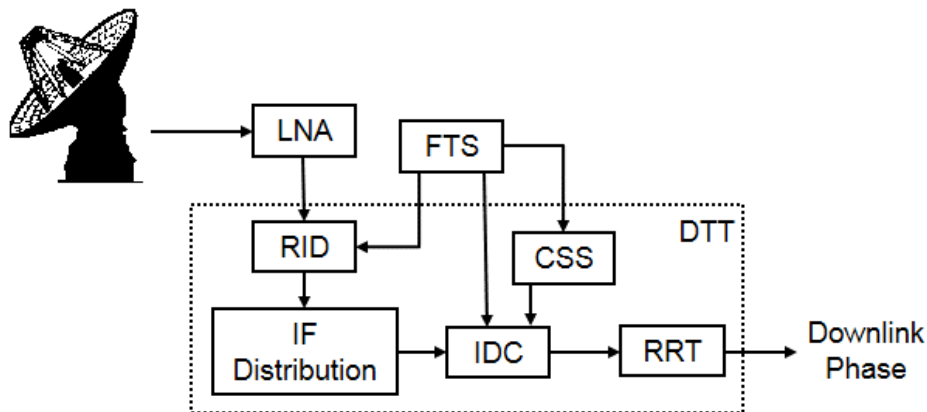 LNA
FTS
DTT
RID
CSS
IF
Distribution
IDC
RRT
Downlink
Phase